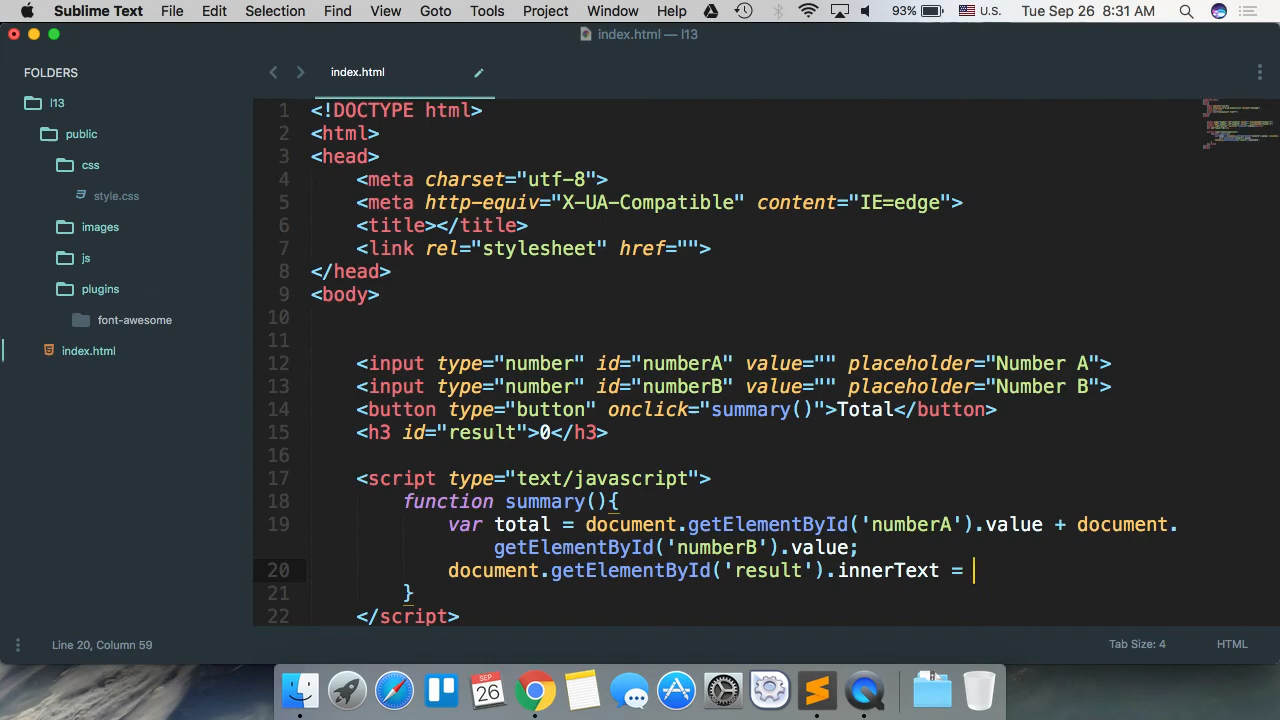 Sublime Text File Edit Selection Find View Goto Tools Project Window Help 93% U.S. Tue Sep 26 8:31 AM
index.html — l13
FOLDERS
l13
public
css
style.css
images
js
plugins
font-awesome
index.html
index.html
1 <!DOCTYPE html>
2 <html>
3 <head>
4 <meta charset="utf-8">
5 <meta http-equiv="X-UA-Compatible" content="IE=edge">
6 <title></title>
7 <link rel="stylesheet" href="">
8 </head>
9 <body>
10
11
12 <input type="number" id="numberA" value="" placeholder="Number A">
13 <input type="number" id="numberB" value="" placeholder="Number B">
14 <button type="button" onclick="summary()">Total</button>
15 <h3 id="result">0</h3>
16
17 <script type="text/javascript">
18 function summary(){
19 var total = document.getElementById('numberA').value + document.
getElementById('numberB').value;
20 document.getElementById('result').innerText =
21 }
22 </script>
Line 20, Column 59 Tab Size: 4 HTML
SEP
26